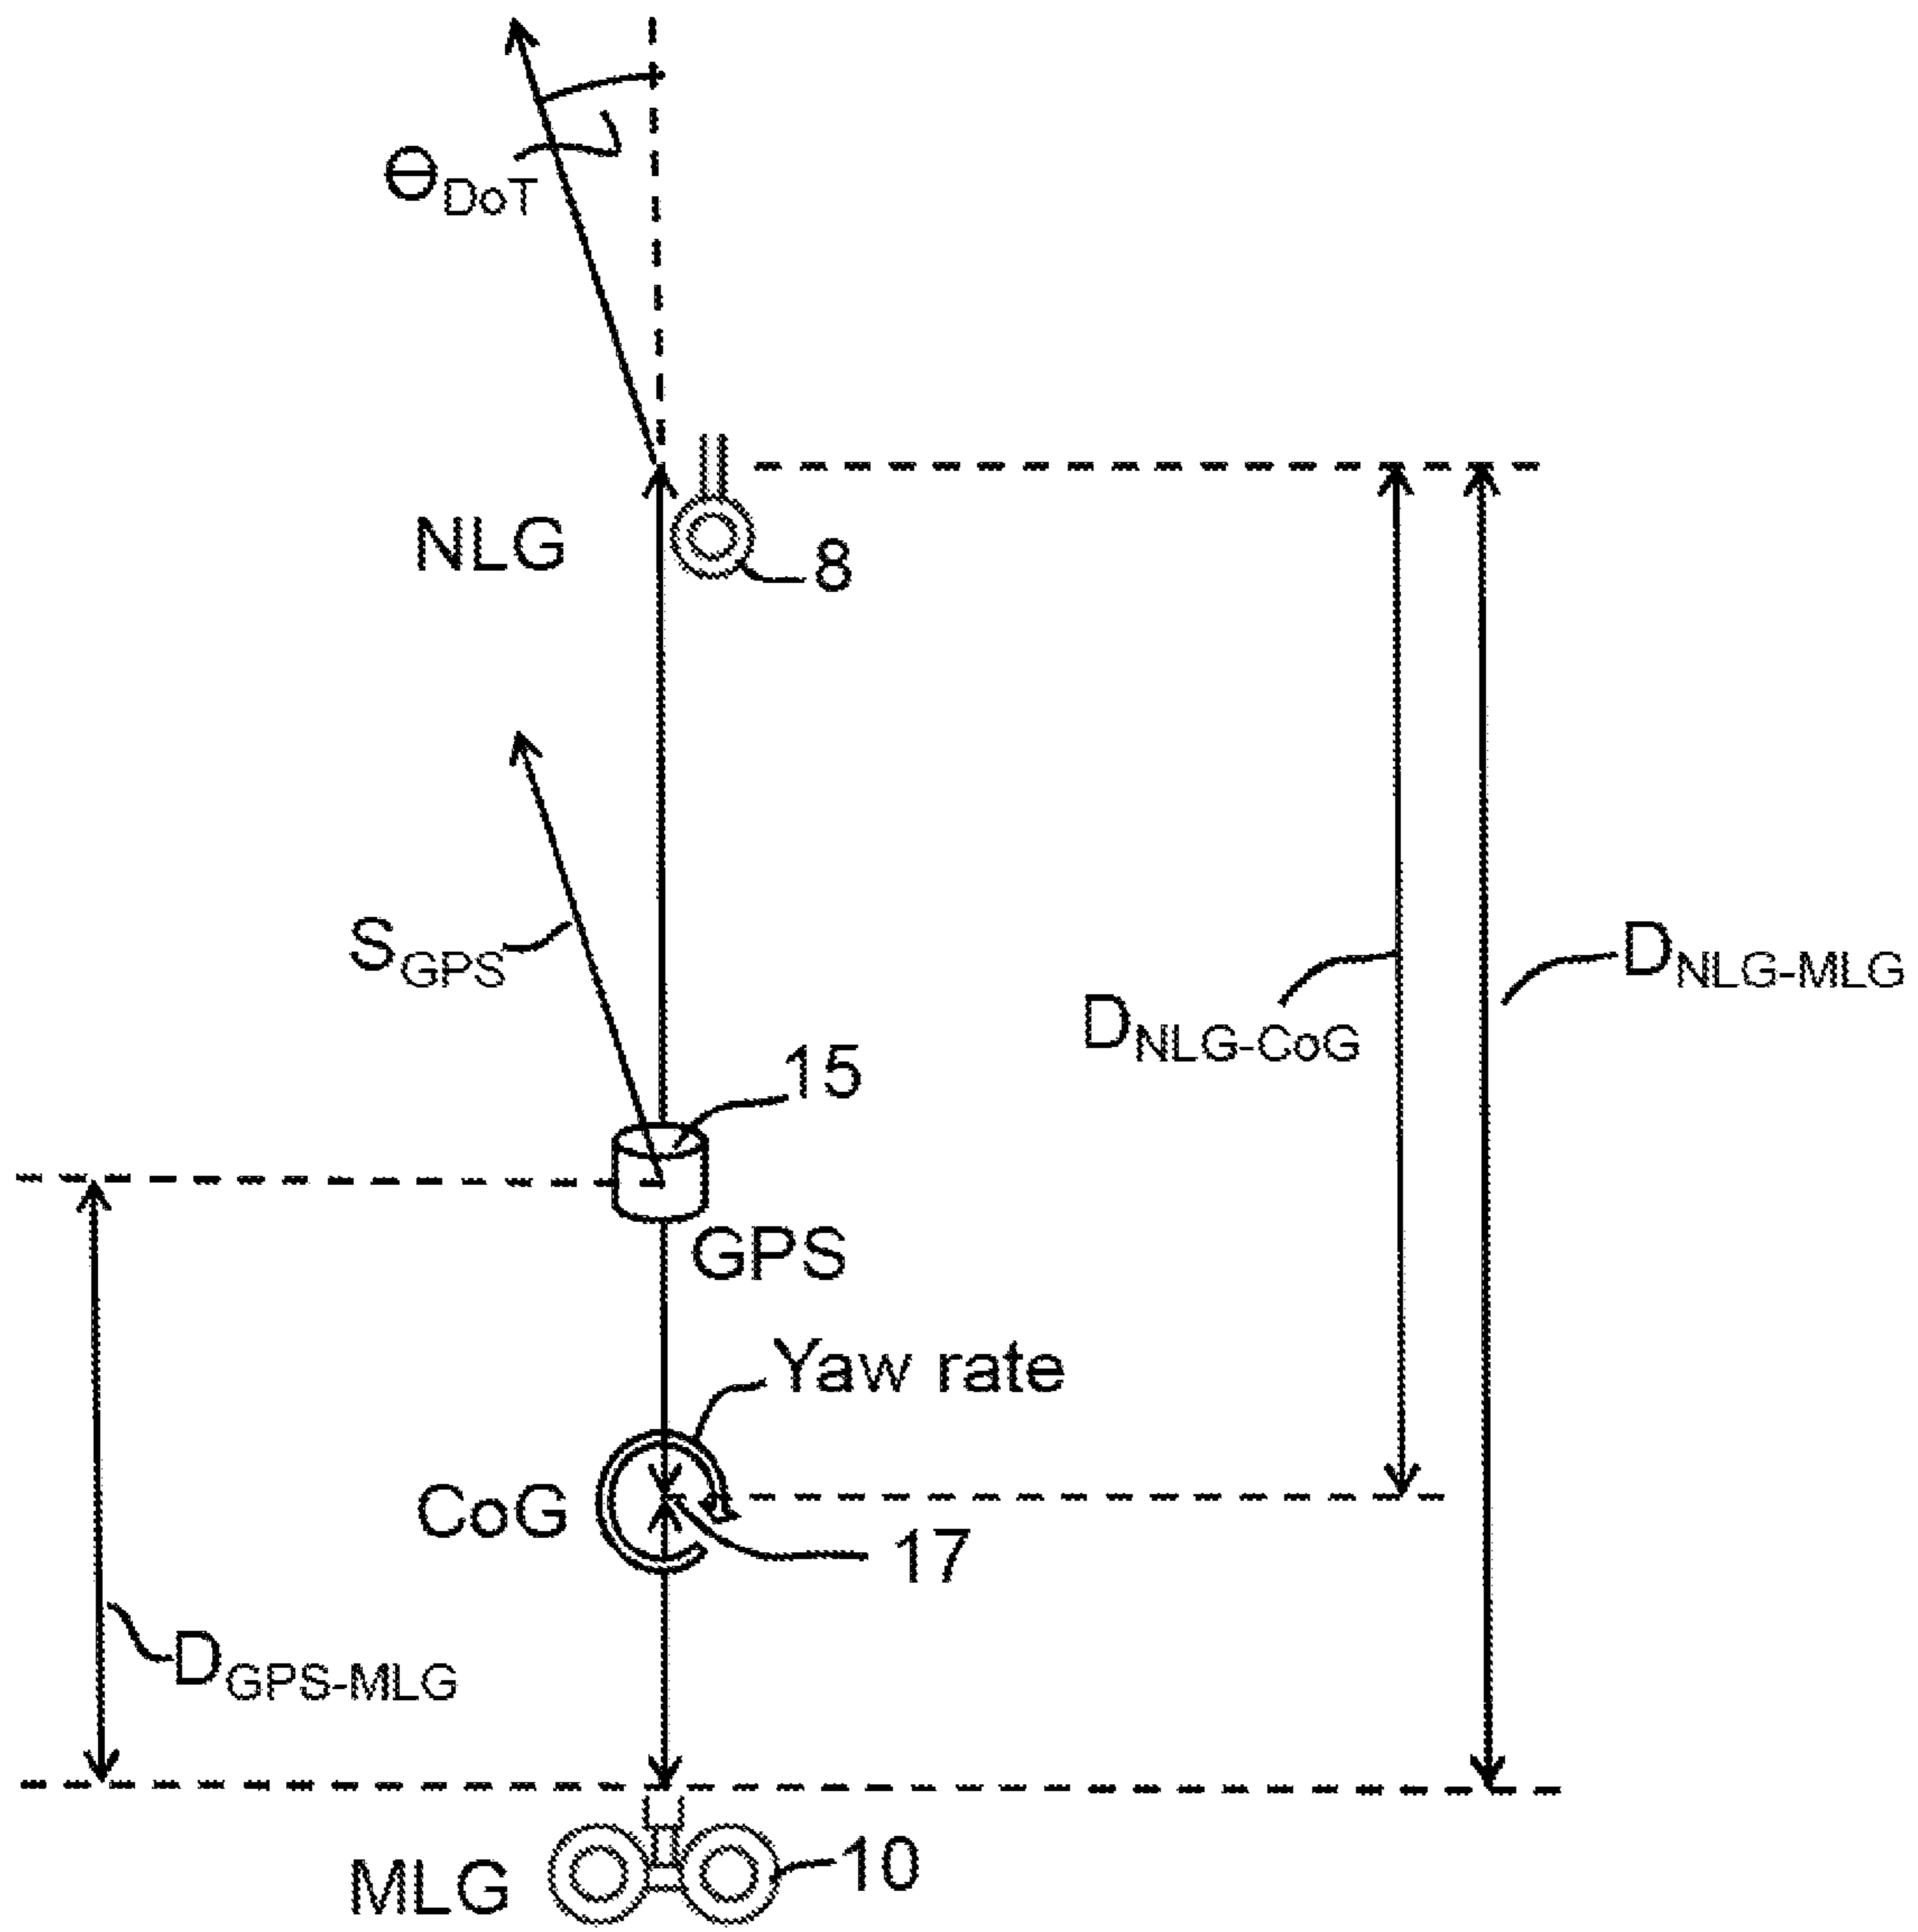 ΘDoT
NLG
8
SGPS
DNLG-MLG
DNLG-CoG
15
GPS
Yaw rate
CoG
17
DGPS-MLG
MLG
10